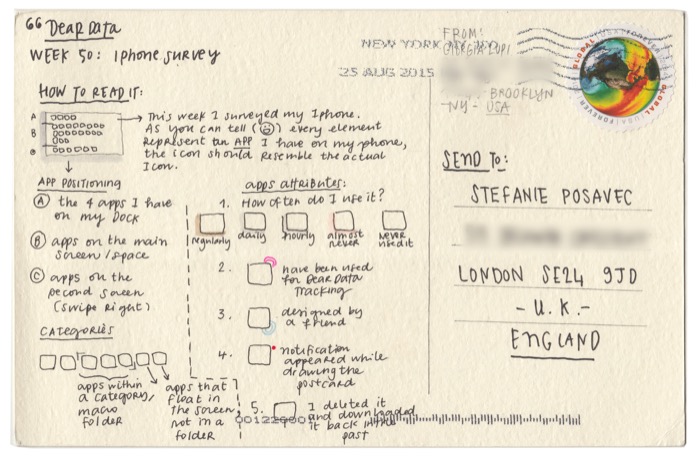 66 DEAR DATA
WEEK 50: IPHONE SURVEY
HOW TO READ IT:
A
B
C
This week I surveyed my Iphone.
As you can tell ( ) every element
represent an APP I have on my phone,
the icon should resemble the actual
Icon.
APP POSITIONING
A the 4 apps I have
on my Dock
B apps on the main
screen/space
C apps on the
second screen
(swipe right)
CATEGORIES
apps within
a category/
macro
folder
apps that
float in
the screen,
not in a
folder
apps attributes:
1. How often do I use it?
regularly
daily
hourly
almost
never
never
used it
2. have been used
for Dear Data
Tracking
3. designed by
a friend
4. notification
appeared while
drawing the
postcard
5. I deleted it
and downloaded
it back in the
past
NEW YORK NY 100
25 AUG 2015
FROM:
GIORGIA LUPI
BROOKLYN
-NY- USA
GLOBAL FOREVER
SEND TO:
STEFANIE POSAVEC
LONDON SE24 9JD
- U.K. -
ENGLAND